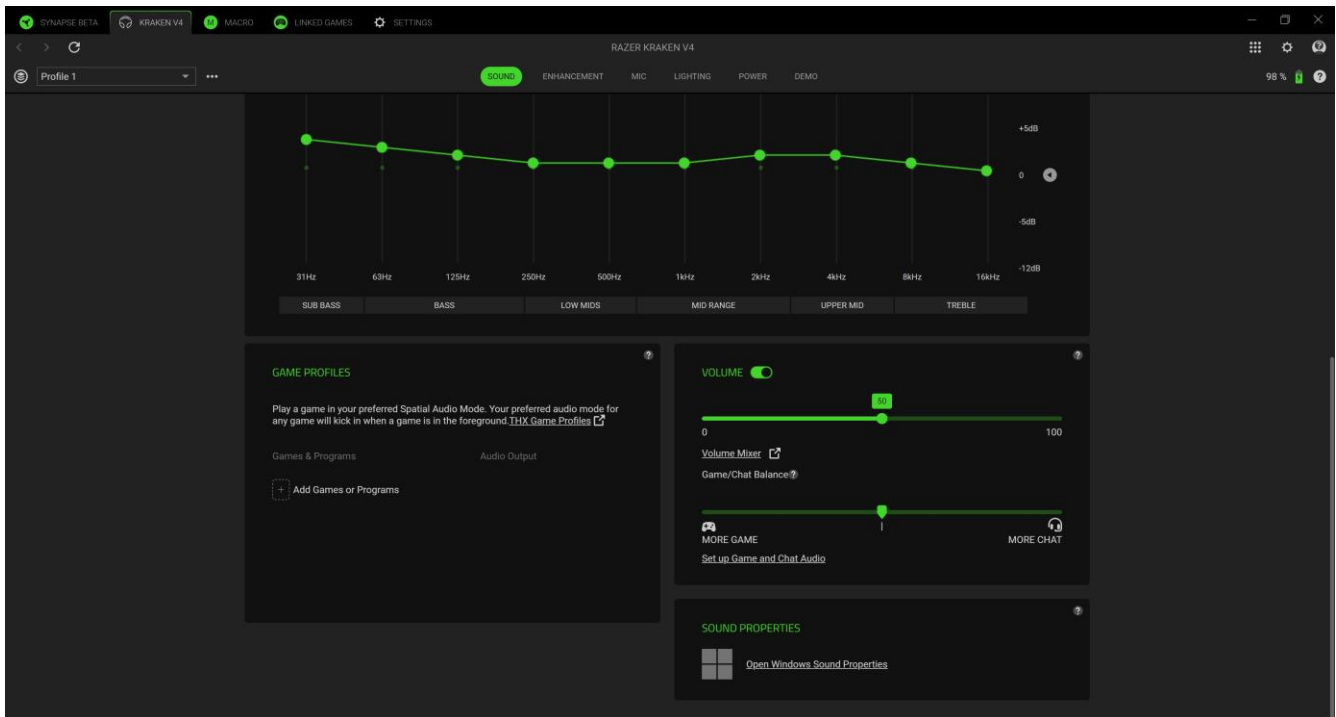 SYNAPSE BETA
KRAKEN V4
M
MACRO
LINKED GAMES
SETTINGS
RAZER KRAKEN V4
Profile 1
SOUND
ENHANCEMENT
MIC
LIGHTING
POWER
DEMO
98 %
+5dB
0
-5dB
-12dB
31Hz
63Hz
125Hz
250Hz
500Hz
1kHz
2kHz
4kHz
8kHz
16kHz
SUB BASS
BASS
LOW MIDS
MID RANGE
UPPER MID
TREBLE
GAME PROFILES
Play a game in your preferred Spatial Audio Mode. Your preferred audio mode for
any game will kick in when a game is in the foreground.THX Game Profiles
Games & Programs
Audio Output
+ Add Games or Programs
VOLUME
50
0
100
Volume Mixer
Game/Chat Balance?
MORE GAME
MORE CHAT
Set up Game and Chat Audio
SOUND PROPERTIES
Open Windows Sound Properties